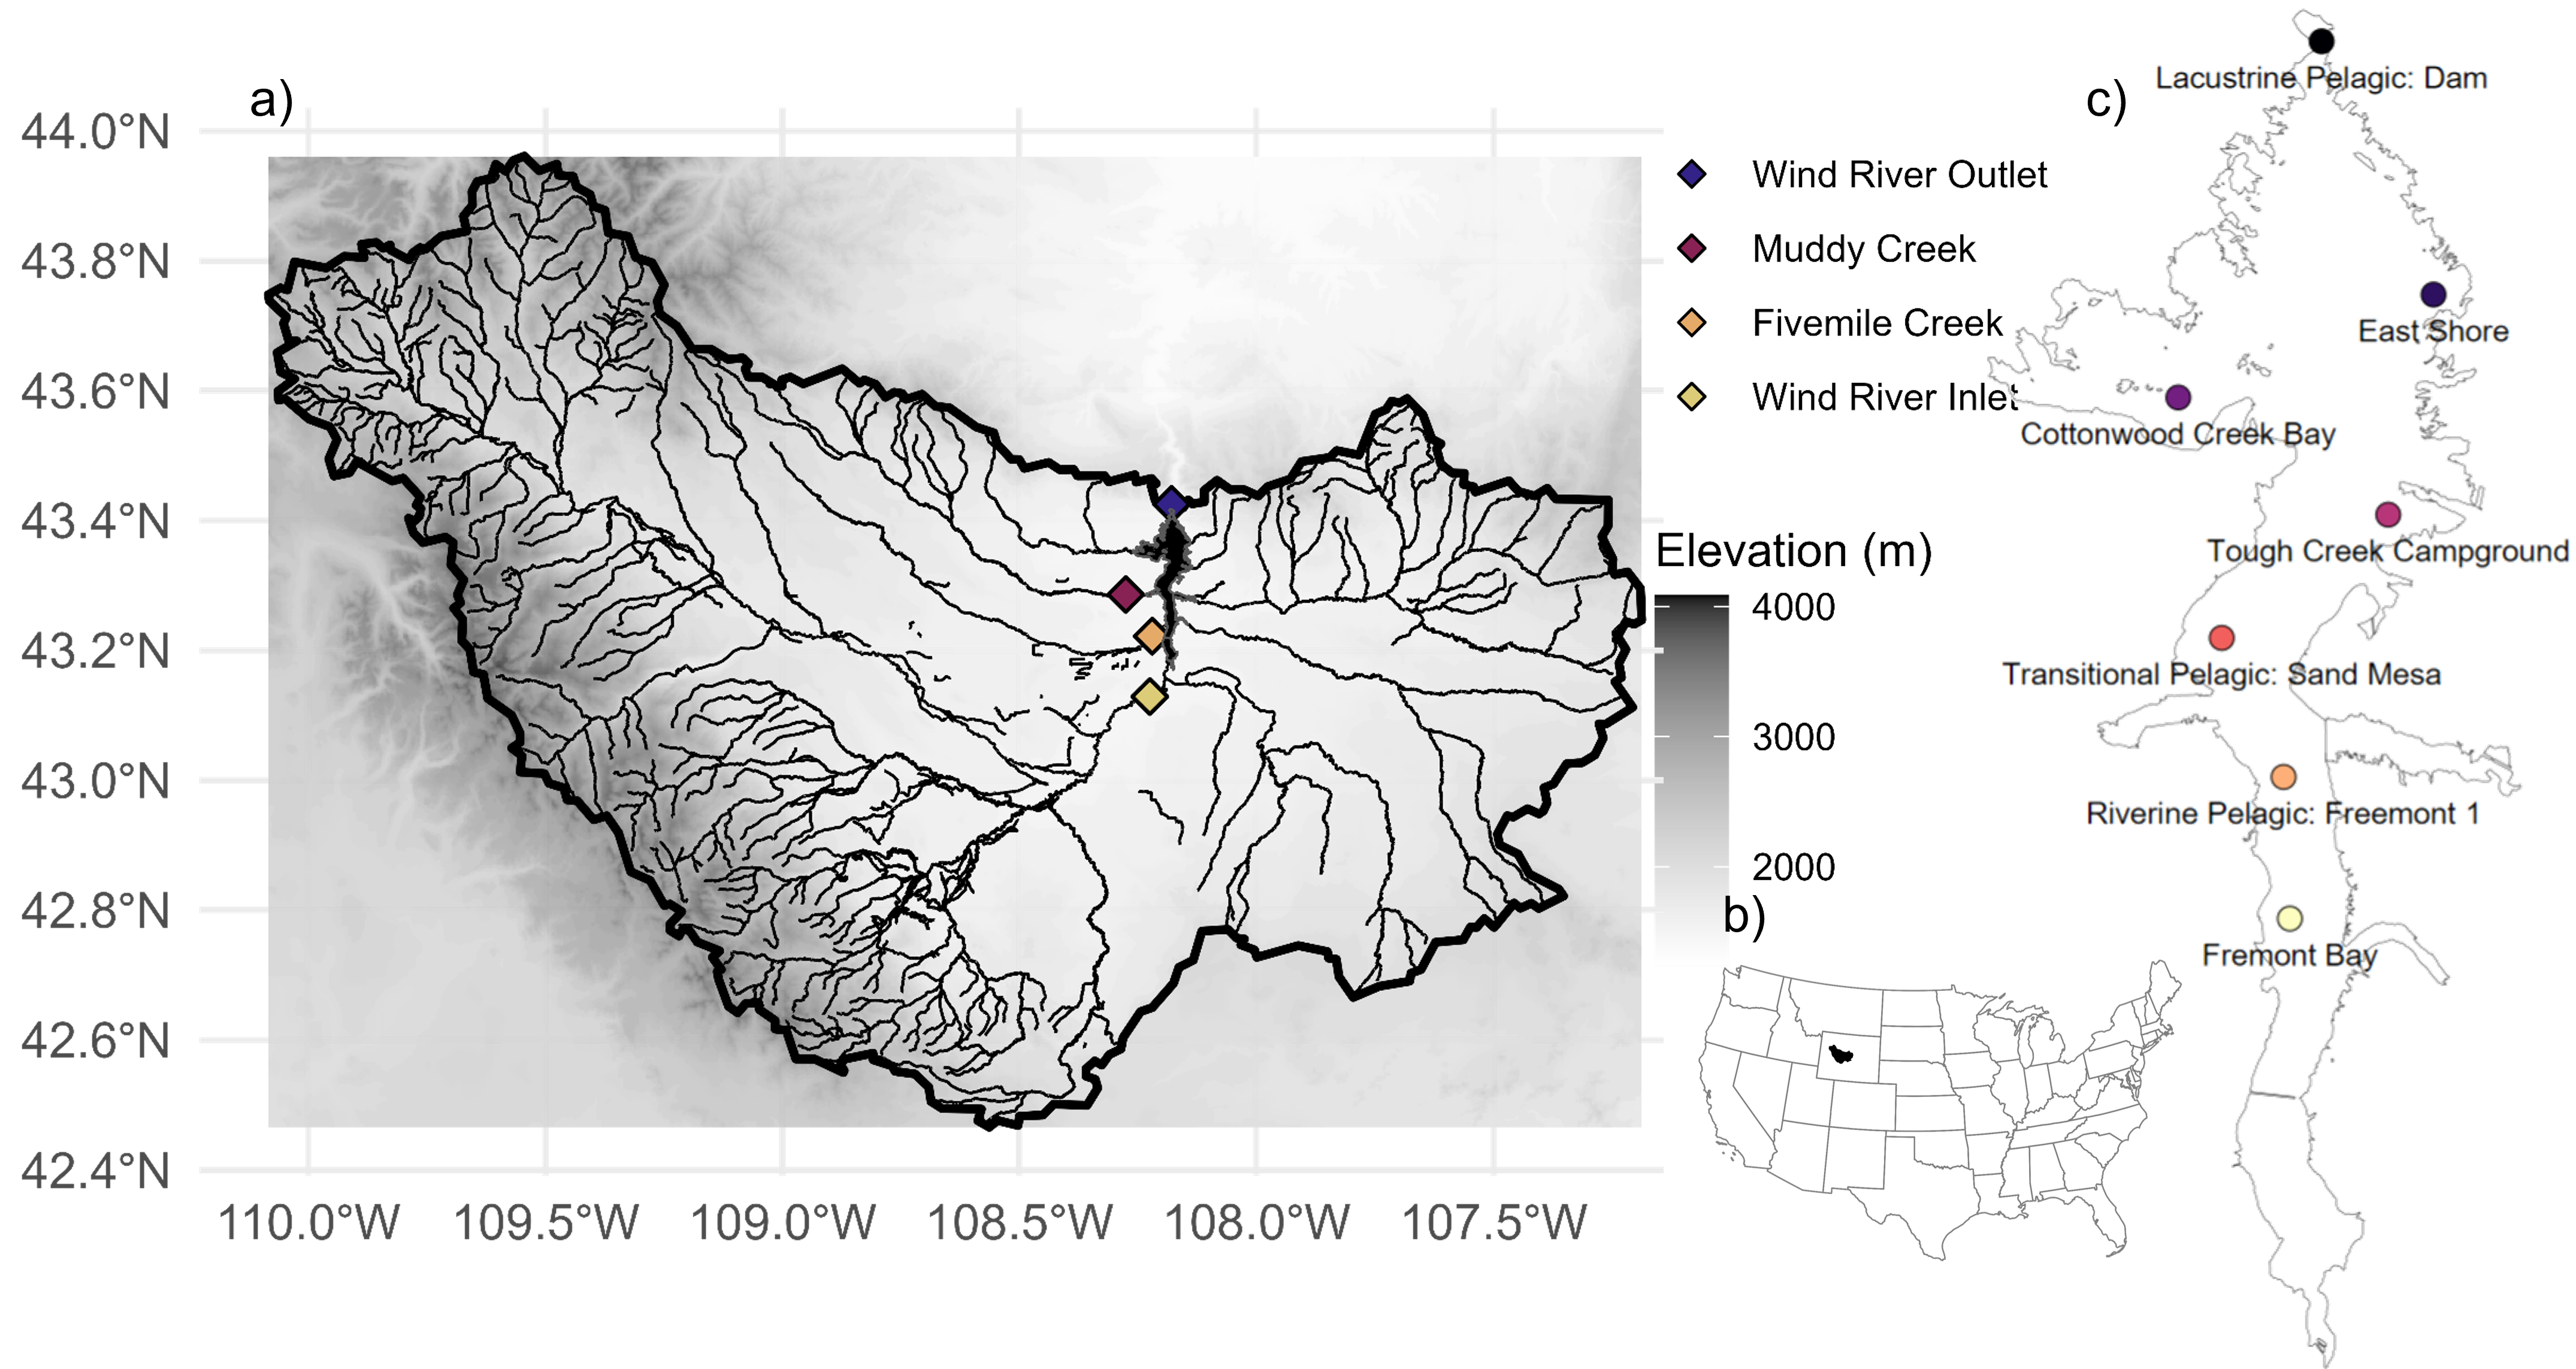 a)
44.0°N
43.8°N
43.6°N
43.4°N
43.2°N
43.0°N
42.8°N
42.6°N
42.4°N
110.0°W
109.5°W
109.0°W
108.5°W
108.0°W
107.5°W
Wind River Outlet
Muddy Creek
Fivemile Creek
Wind River Inlet
Elevation (m)
4000
3000
2000
b)
c)
Lacustrine Pelagic: Dam
East Shore
Cottonwood Creek Bay
Tough Creek Campground
Transitional Pelagic: Sand Mesa
Riverine Pelagic: Freemont 1
Fremont Bay